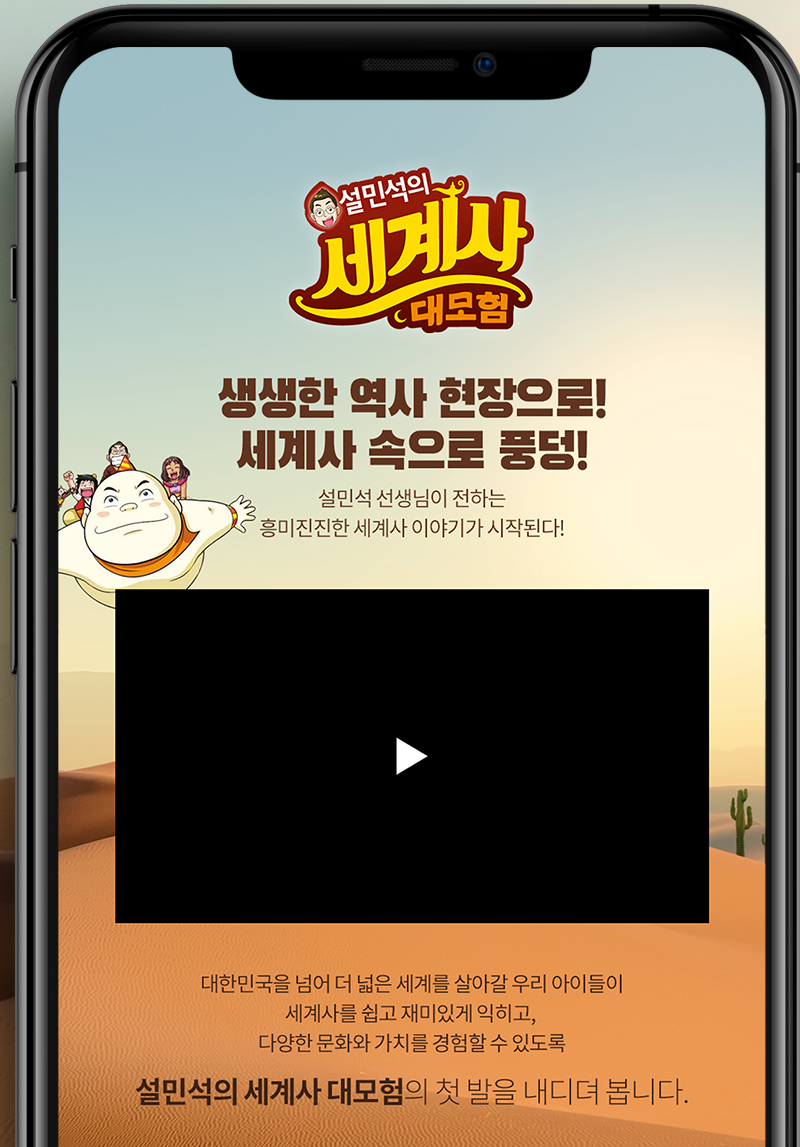 설민석의
세계사
대모험
생생한 역사 현장으로!
세계사 속으로 풍덩!
설민석 선생님이 전하는
흥미진진한 세계사 이야기가 시작된다!
대한민국을 넘어 더 넓은 세계를 살아갈 우리 아이들이
세계사를 쉽고 재미있게 익히고,
다양한 문화와 가치를 경험할 수 있도록
설민석의 세계사 대모험의 첫 발을 내디뎌 봅니다.